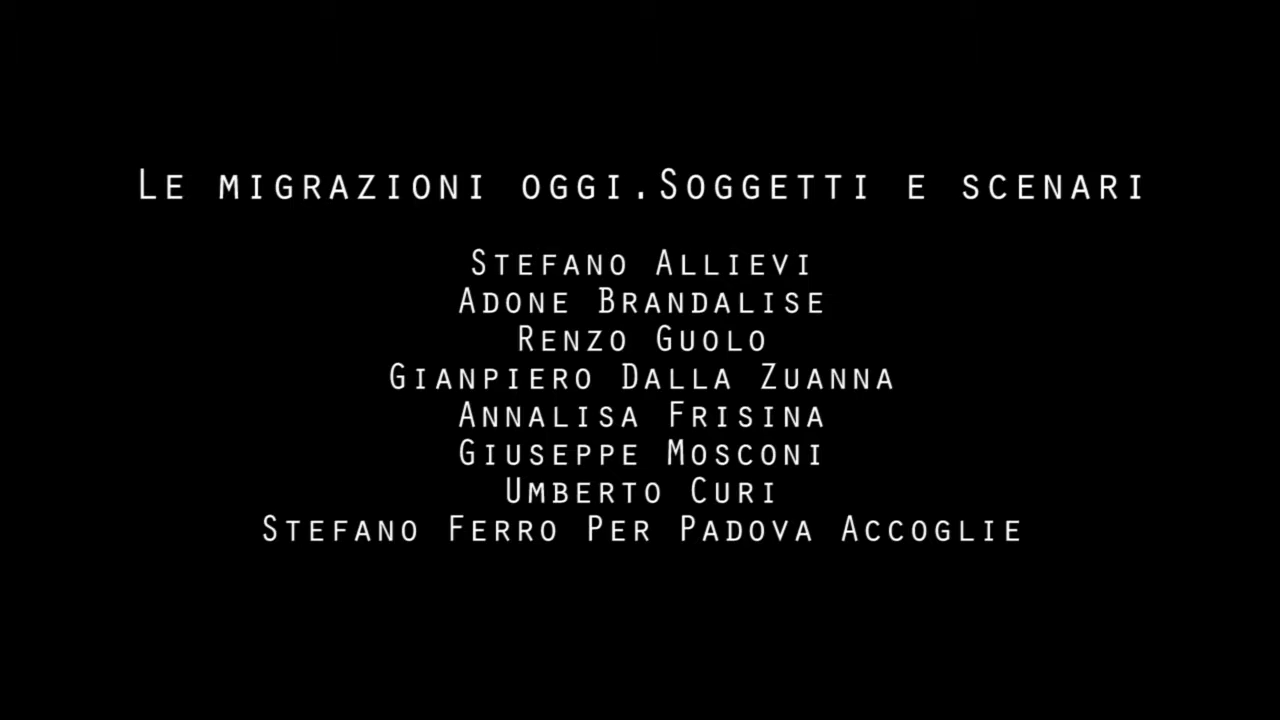 Le migrazioni oggi.Soggetti e scenari
Stefano Allievi
Adone Brandalise
Renzo Guolo
Gianpiero Dalla Zuanna
Annalisa Frisina
Giuseppe Mosconi
Umberto Curi
Stefano Ferro Per Padova Accoglie